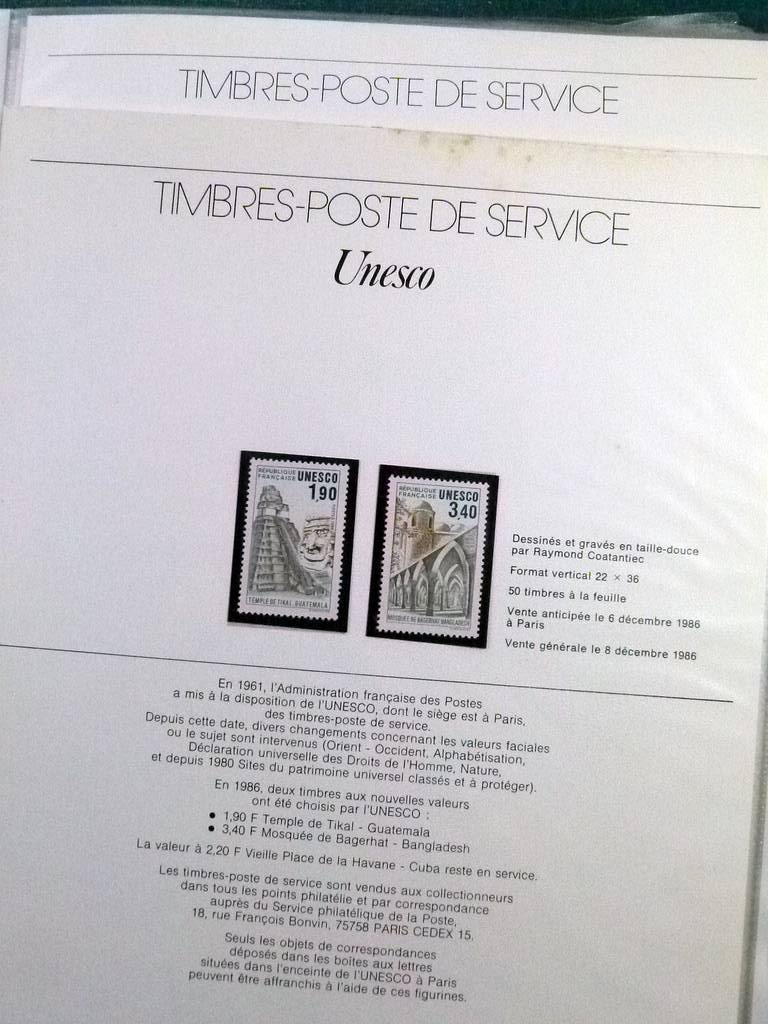 TIMBRES-POSTE DE SERVICE
TIMBRES-POSTE DE SERVICE
Unesco
RÉPUBLIQUE
FRANÇAISE UNESCO
1,90
TEMPLE DE TIKAL GUATEMALA
RÉPUBLIQUE
FRANÇAISE UNESCO
3,40
MOSQUÉE DE BAGERHAT BANGLADESH
Dessinés et gravés en taille-douce
par Raymond Coatantiec
Format vertical 22 × 36
50 timbres à la feuille
Vente anticipée le 6 décembre 1986
à Paris
Vente générale le 8 décembre 1986
En 1961, l'Administration française des Postes
a mis à la disposition de l'UNESCO, dont le siège est à Paris,
des timbres-poste de service.
Depuis cette date, divers changements concernant les valeurs faciales
ou le sujet sont intervenus (Orient - Occident, Alphabétisation,
Déclaration universelle des Droits de l'Homme, Nature,
et depuis 1980 Sites du patrimoine universel classés et à protéger).
En 1986, deux timbres aux nouvelles valeurs
ont été choisis par l'UNESCO :
• 1,90 F Temple de Tikal - Guatemala
• 3,40 F Mosquée de Bagerhat - Bangladesh
La valeur à 2,20 F Vieille Place de la Havane - Cuba reste en service.
Les timbres-poste de service sont vendus aux collectionneurs
dans tous les points philatélie et par correspondance
auprès du Service philatélique de la Poste,
18, rue François Bonvin, 75758 PARIS CEDEX 15.
Seuls les objets de correspondances
déposés dans les boîtes aux lettres
situées dans l'enceinte de l'UNESCO à Paris
peuvent être affranchis à l'aide de ces figurines.